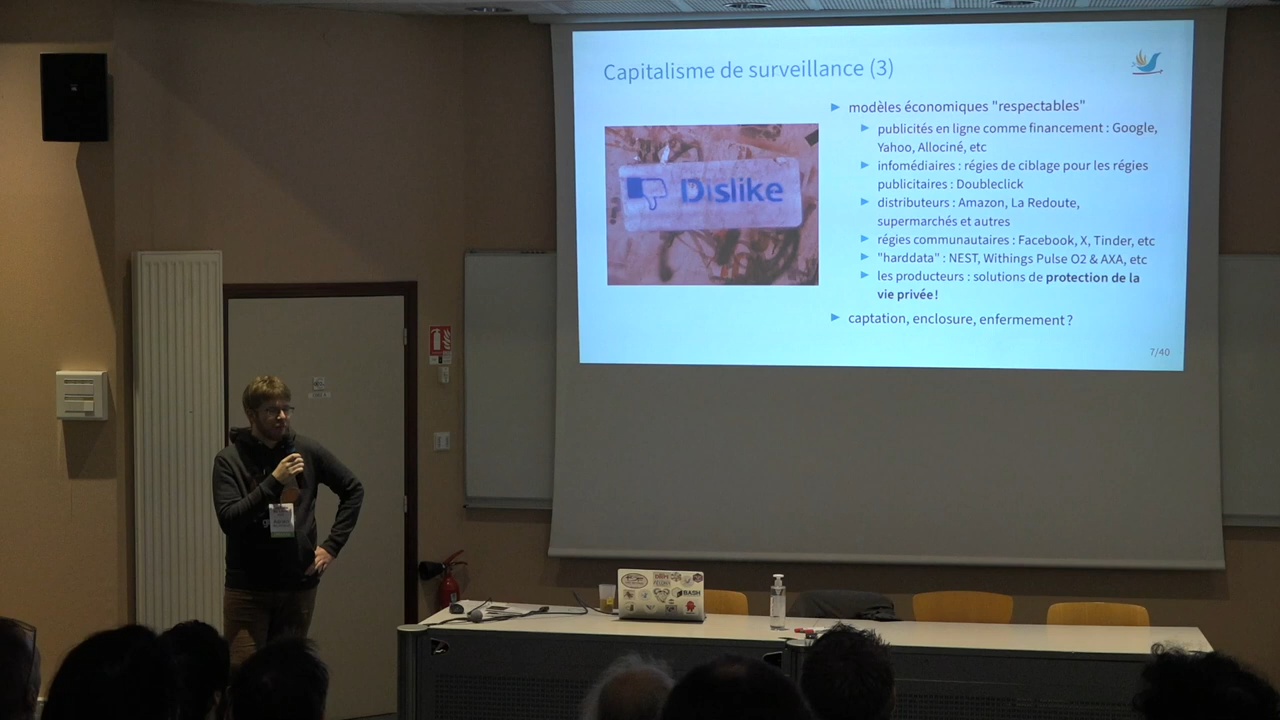 Capitalisme de surveillance (3)
Dislike
modèles économiques "respectables"
publicités en ligne comme financement : Google,
Yahoo, Allociné, etc
infomédiaires : régies de ciblage pour les régies
publicitaires : Doubleclick
distributeurs : Amazon, La Redoute,
supermarchés et autres
régies communautaires : Facebook, X, Tinder, etc
"harddata" : NEST, Withings Pulse O2 & AXA, etc
les producteurs : solutions de protection de la
vie privée !
captation, enclosure, enfermement ?
7/40
BASH